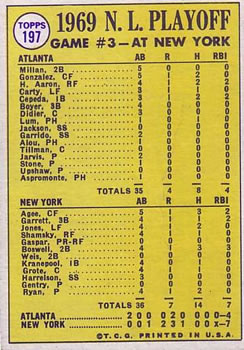 TOPPS
197
1969 N. L. PLAYOFF
GAME #3—AT NEW YORK
ATLANTA AB R H RBI
Millan, 2B 5 0 0 0
Gonzalez, CF 5 1 2 0
H. Aaron, RF 4 1 2 2
Carty, LF 3 1 1 0
Cepeda, 1B 3 1 2 2
Boyer, 3B 4 0 0 0
Didier, C 3 0 0 0
Lum, PH 1 0 1 0
Jackson, SS 0 0 0 0
Garrido, SS 2 0 0 0
Alou, PH 1 0 0 0
Tillman, C 0 0 0 0
Jarvis, P 2 0 0 0
Stone, P 1 0 0 0
Upshaw, P 0 0 0 0
Aspromonte, PH 1 0 0 0
TOTALS 35 4 8 4
NEW YORK AB R H RBI
Agee, CF 5 1 3 2
Garrett, 3B 4 1 1 2
Jones, LF 4 1 2 0
Shamsky, RF 4 1 1 0
Gaspar, PR-RF 0 0 0 0
Boswell, 2B 4 1 3 3
Weis, 2B 0 0 0 0
Kranepool, 1B 4 0 1 0
Grote, C 4 1 1 0
Harrelson, SS 3 0 0 0
Gentry, P 0 0 0 0
Ryan, P 4 1 2 0
TOTALS 36 7 14 7
ATLANTA 2 0 0 0 2 0 0 0 0—4
NEW YORK 0 0 1 2 3 1 0 0 X—7
©T.C.G. PRINTED IN U.S.A.